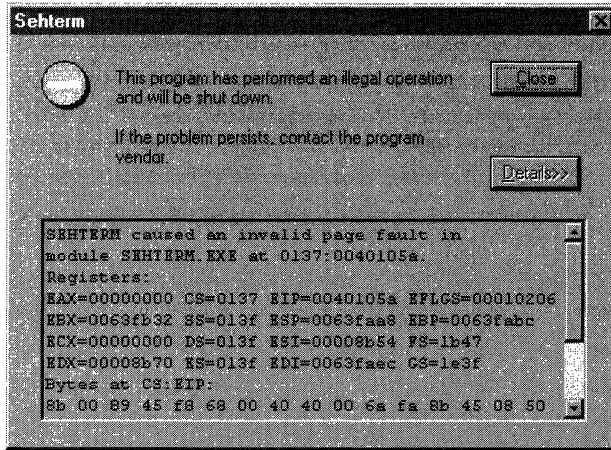 Sehterm
This program has performed an illegal operation
and will be shut down.
If the problem persists, contact the program
vendor.
Close
Details>>
SEHTERM caused an invalid page fault in
module SEHTERM.EXE at 0137:0040105a.
Registers:
EAX=00000000 CS=0137 EIP=0040105a EFLGS=00010206
EBX=0063fb32 SS=013f ESP=0063faa8 EBP=0063fabc
ECX=00000000 DS=013f ESI=00008b54 FS=1b47
EDX=00008b70 ES=013f EDI=0063faec GS=1e3f
Bytes at CS:EIP:
8b 00 89 45 f8 68 00 40 40 00 6a fa 8b 45 08 50